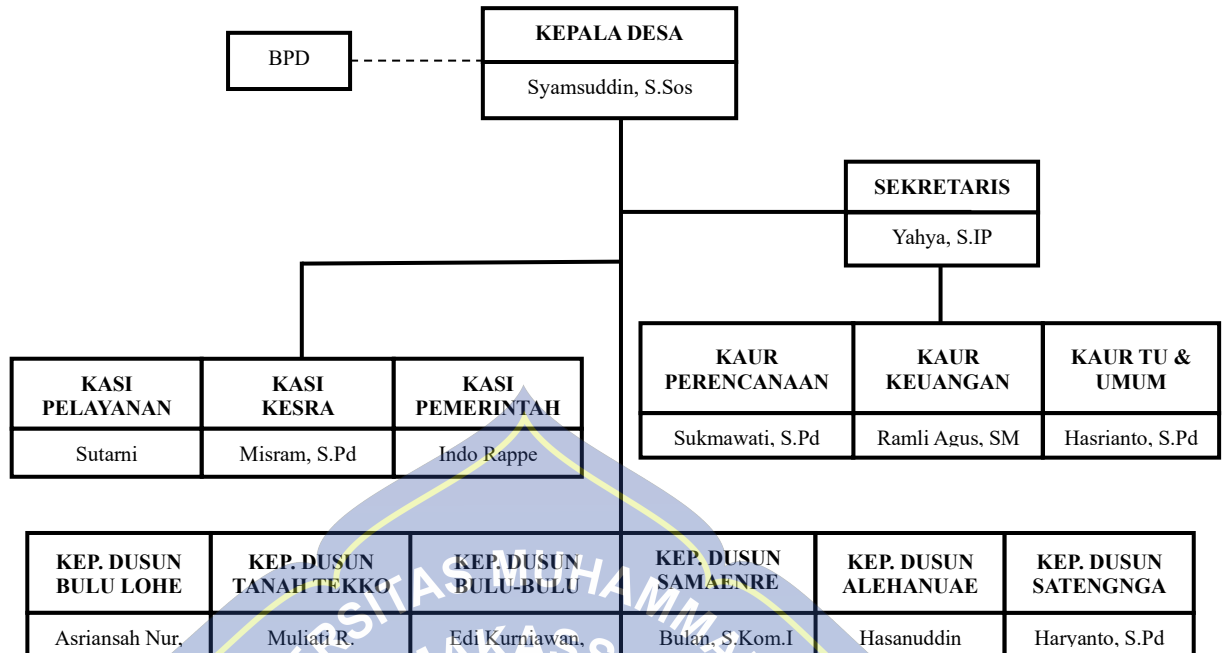 KEPALA DESA
BPD
Syamsuddin, S.Sos
SEKRETARIS
Yahya, S.IP
KAUR
PERENCANAAN
KAUR
KEUANGAN
KAUR TU &
UMUM
Sukmawati, S.Pd
Ramli Agus, SM
Hasrianto, S.Pd
KASI
PELAYANAN
KASI
KESRA
KASI
PEMERINTAH
Sutarni
Misram, S.Pd
Indo Rappe
KEP. DUSUN
BULU LOHE
KEP. DUSUN
TANAH TEKKO
KEP. DUSUN
BULU-BULU
KEP. DUSUN
SAMAENRE
KEP. DUSUN
ALEHANUAE
KEP. DUSUN
SATENGNGA
Asriansah Nur,
Muliati R.
Edi Kurniawan,
Bulan, S.Kom.I
Hasanuddin
Haryanto, S.Pd